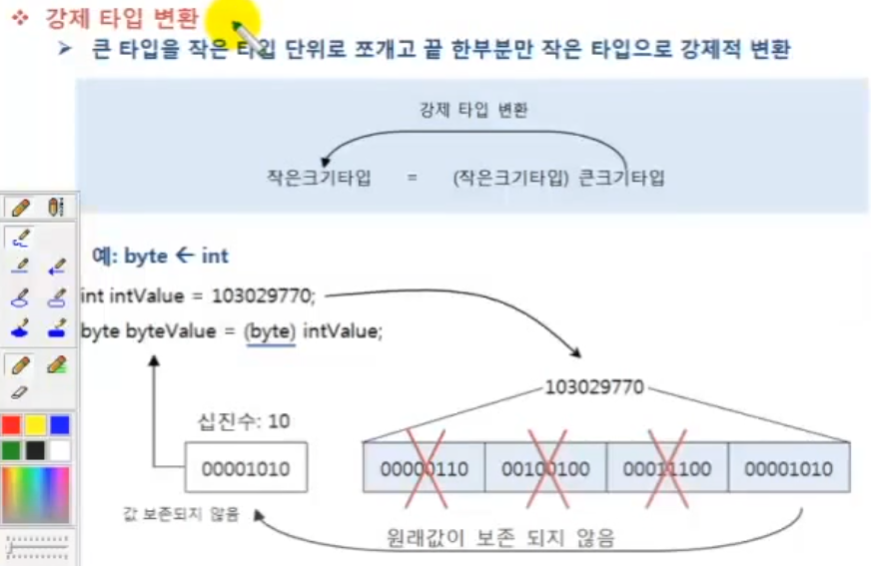 ❖ 강제 타입 변환
➤ 큰 타입을 작은 타입 단위로 쪼개고 끝 한부분만 작은 타입으로 강제적 변환
강제 타입 변환
작은크기타입 = (작은크기타입) 큰크기타입
예: byte ← int
int intValue = 103029770;
byte byteValue = (byte) intValue;
103029770
십진수: 10
00001010
00000110 00100100 00011100 00001010
값 보존되지 않음
원래값이 보존 되지 않음